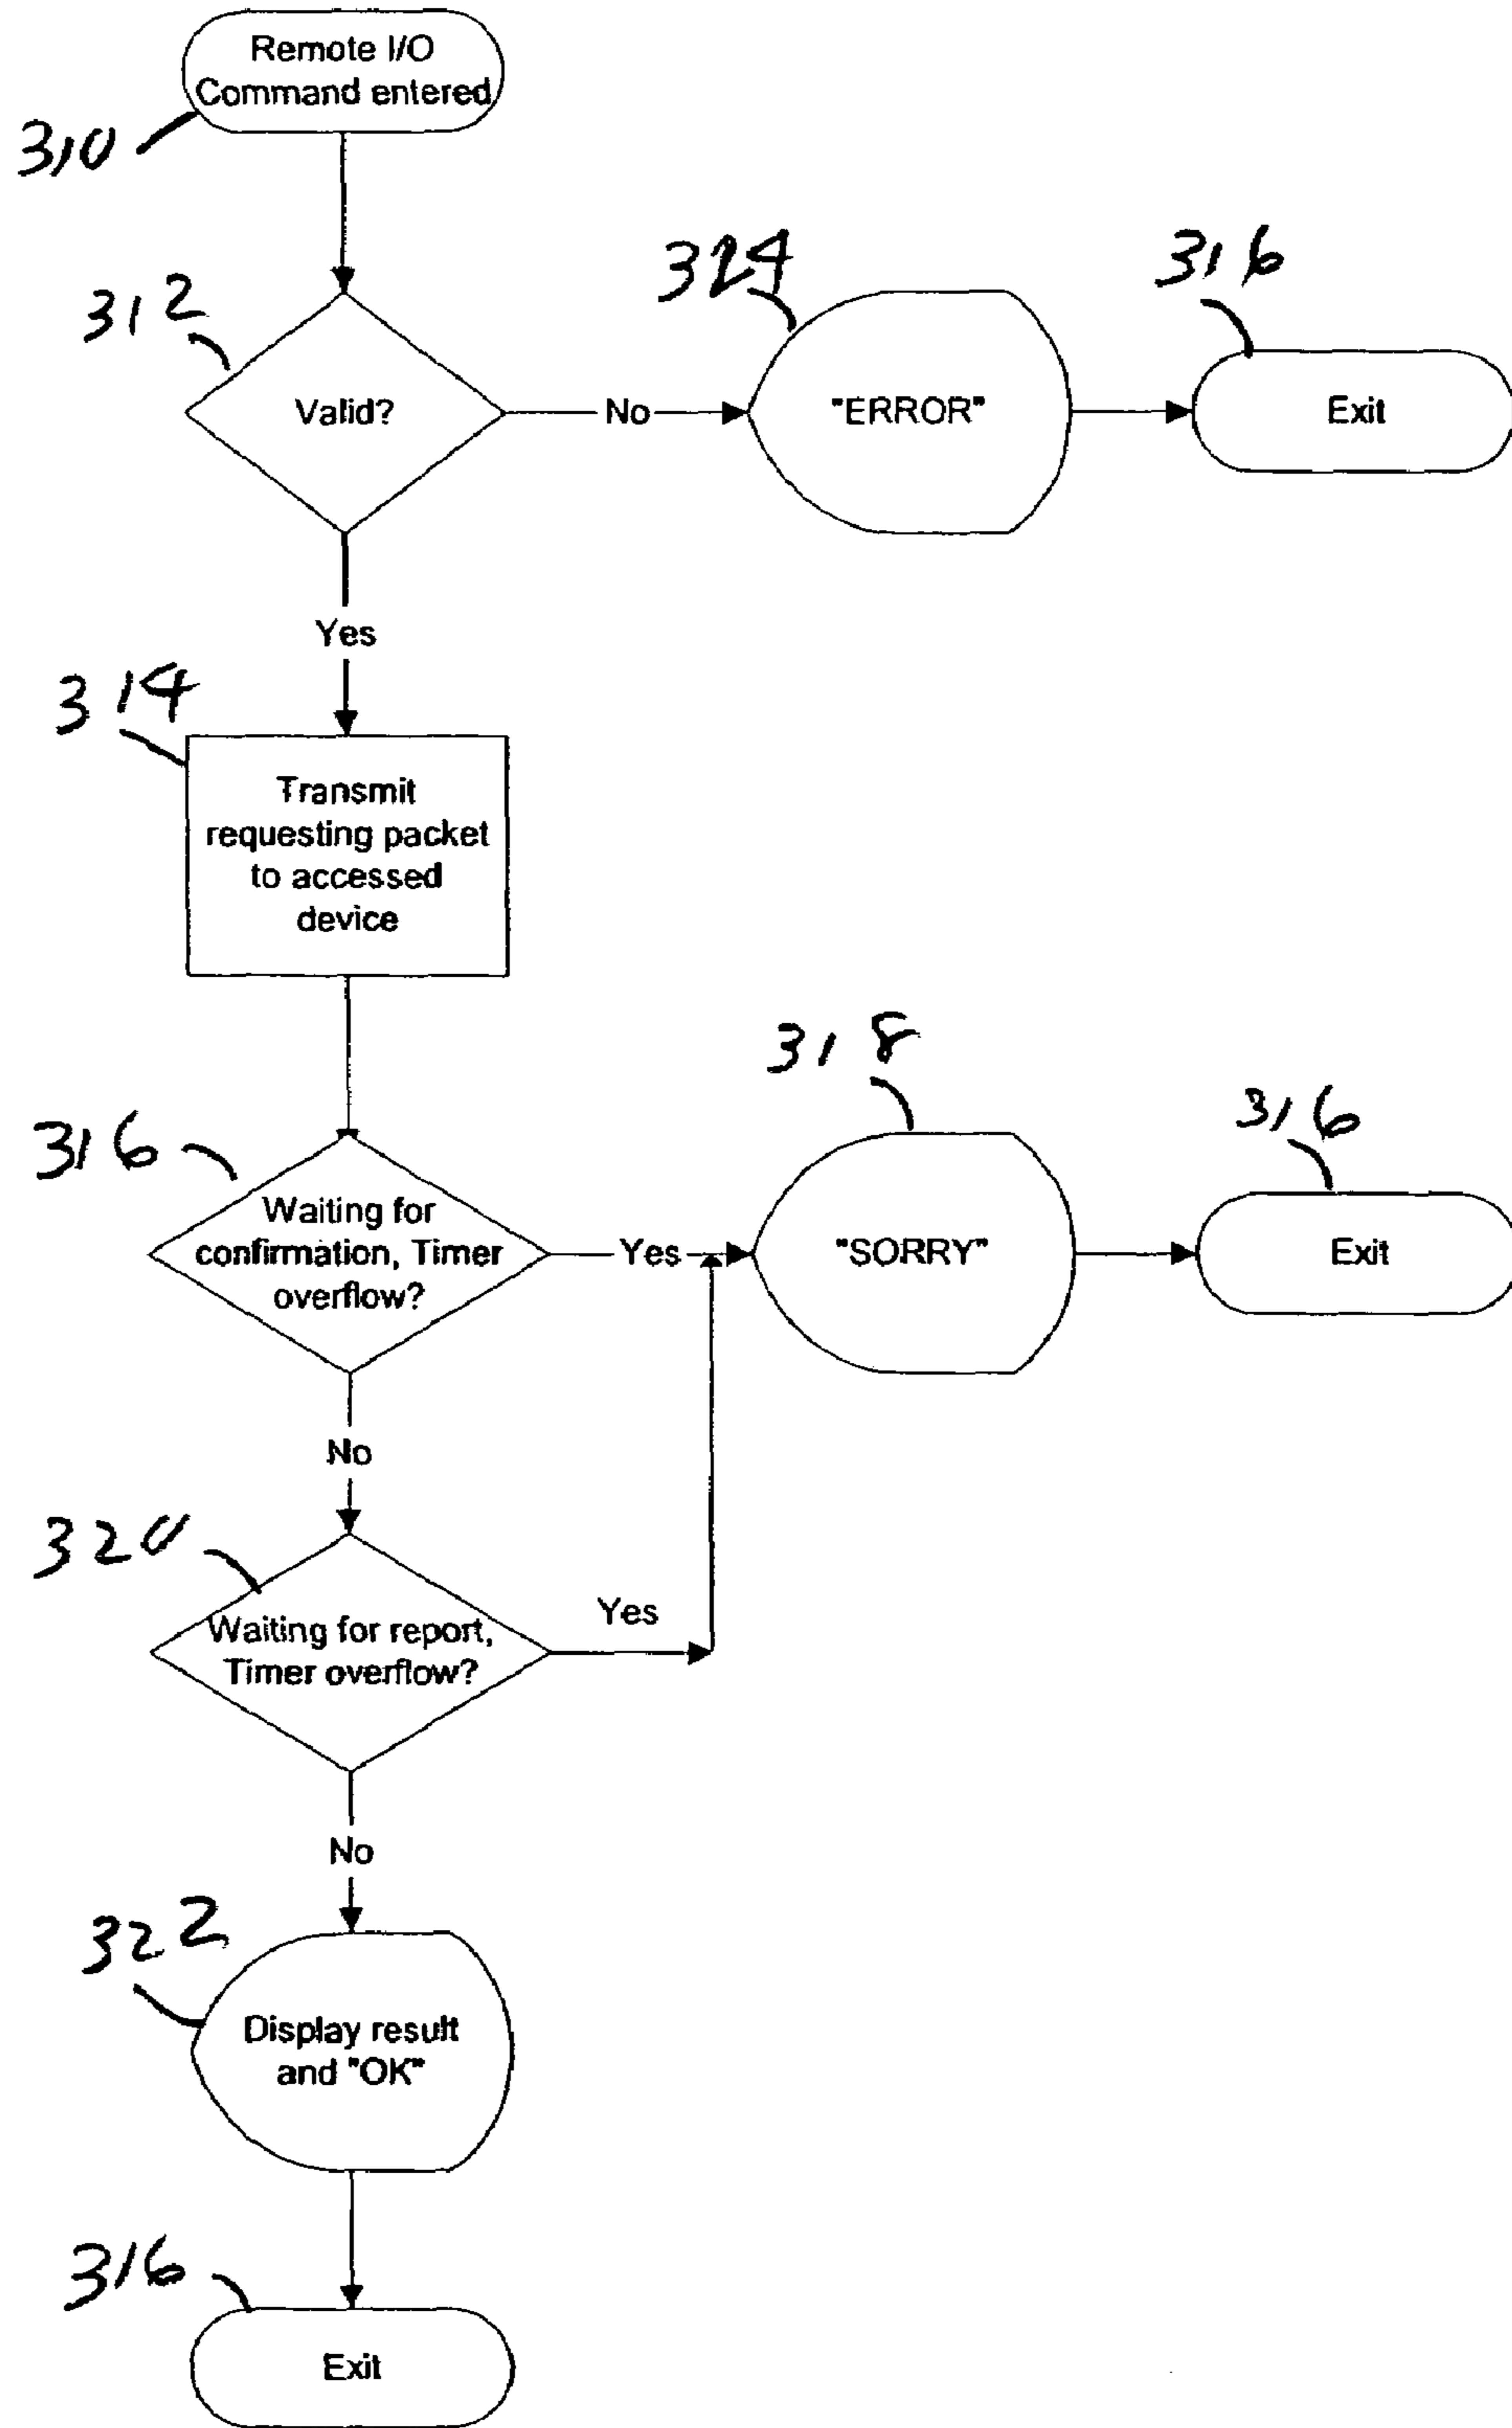 Remote I/O
Command entered
310
312
Valid?
No
324
"ERROR"
316
Exit
Yes
314
Transmit
requesting packet
to accessed
device
316
Waiting for
confirmation, Timer
overflow?
Yes
318
"SORRY"
316
Exit
No
320
Waiting for report,
Timer overflow?
Yes
No
322
Display result
and "OK"
316
Exit